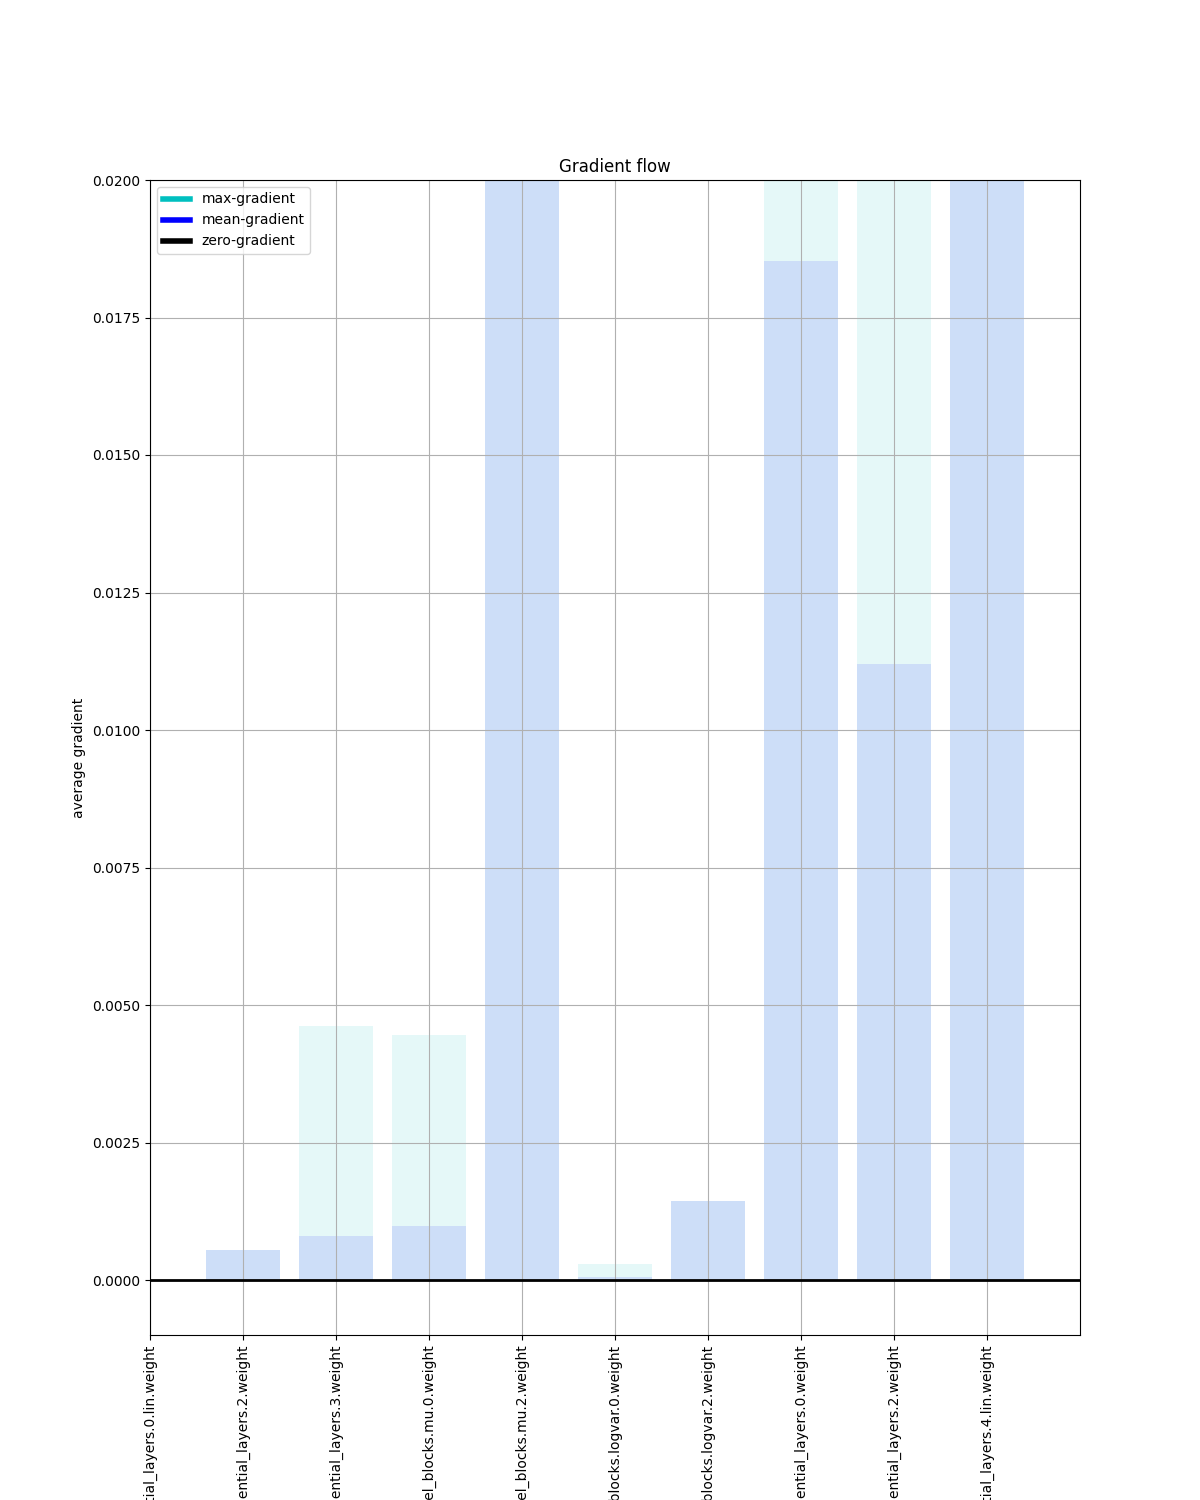 Gradient flow
max-gradient
mean-gradient
zero-gradient
average gradient
0.0200
0.0175
0.0150
0.0125
0.0100
0.0075
0.0050
0.0025
0.0000
tial_layers.0.lin.weight
ential_layers.2.weight
ential_layers.3.weight
el_blocks.mu.0.weight
el_blocks.mu.2.weight
blocks.logvar.0.weight
blocks.logvar.2.weight
ential_layers.0.weight
ential_layers.2.weight
tial_layers.4.lin.weight